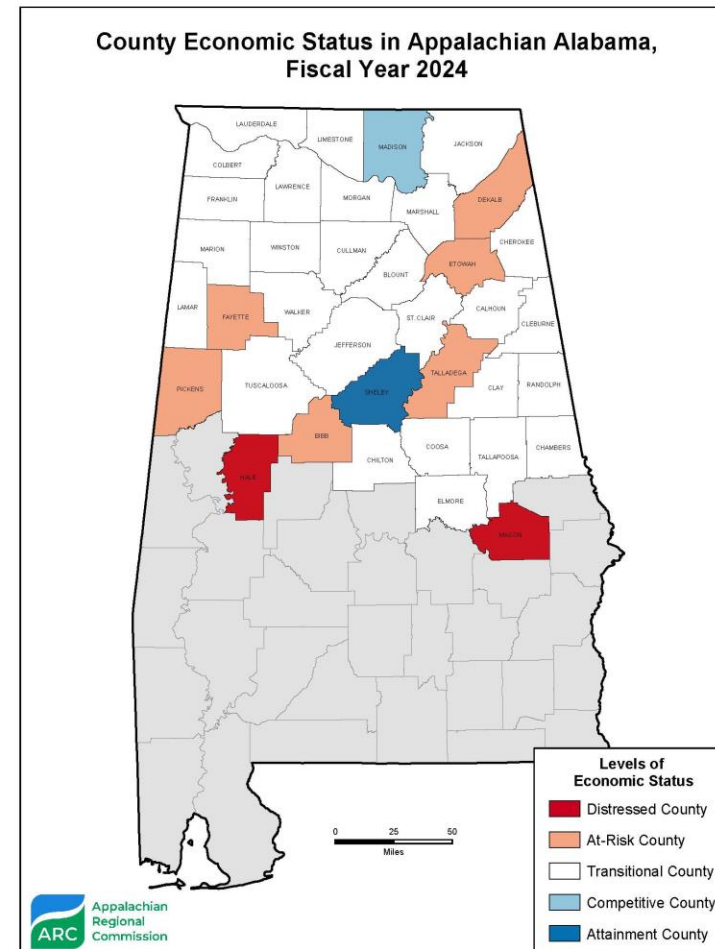 County Economic Status in Appalachian Alabama,
Fiscal Year 2024
LAUDERDALE
LIMESTONE
MADISON
JACKSON
COLBERT
LAWRENCE
FRANKLIN
MORGAN
MARSHALL
DEKALB
MARION
WINSTON
CULLMAN
CHEROKEE
ETOWAH
BLOUNT
LAMAR
FAYETTE
WALKER
ST. CLAIR
CALHOUN
CLEBURNE
JEFFERSON
TALLADEGA
PICKENS
TUSCALOOSA
SHELBY
CLAY
RANDOLPH
BIBB
COOSA
TALLAPOOSA
CHAMBERS
CHILTON
HALE
ELMORE
MACON
0 25 50
Miles
Levels of
Economic Status
Distressed County
At-Risk County
Transitional County
Competitive County
Attainment County
ARC
Appalachian
Regional
Commission